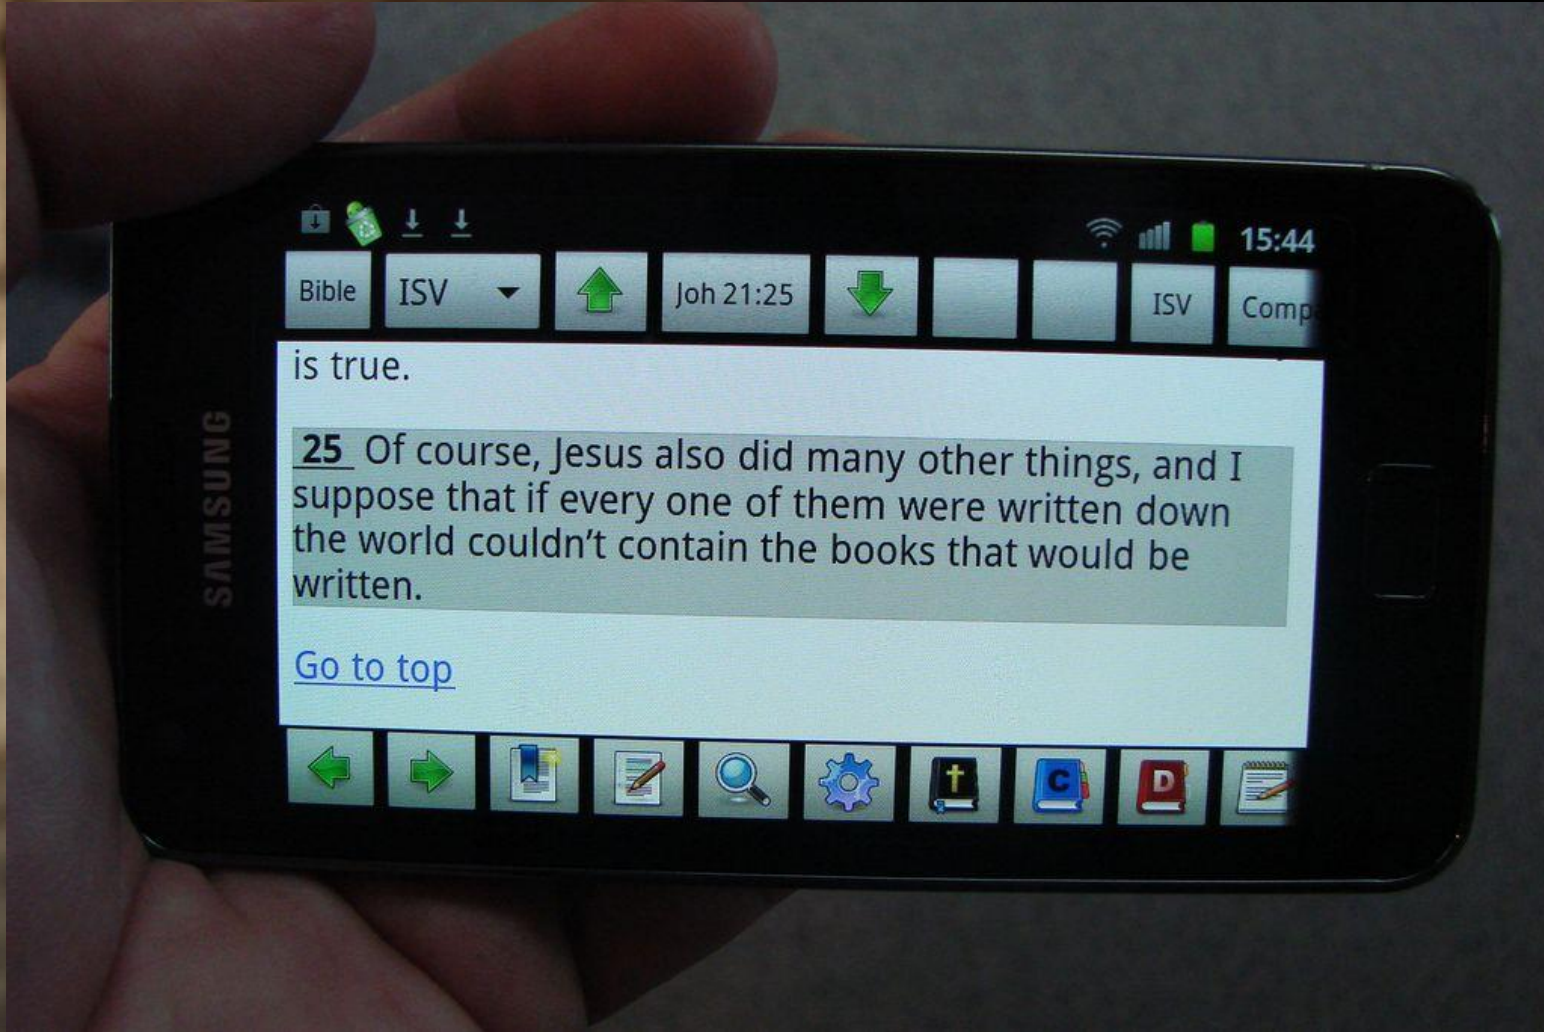 15:44
Bible ISV Joh 21:25 ISV Comp
is true.
25 Of course, Jesus also did many other things, and I
suppose that if every one of them were written down
the world couldn't contain the books that would be
written.
Go to top
C D
SAMSUNG